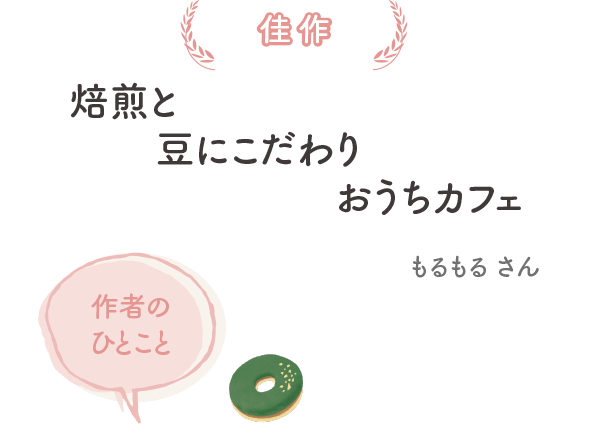 佳作
焙煎と
豆にこだわり
おうちカフェ
もるもる さん
作者の
ひとこと